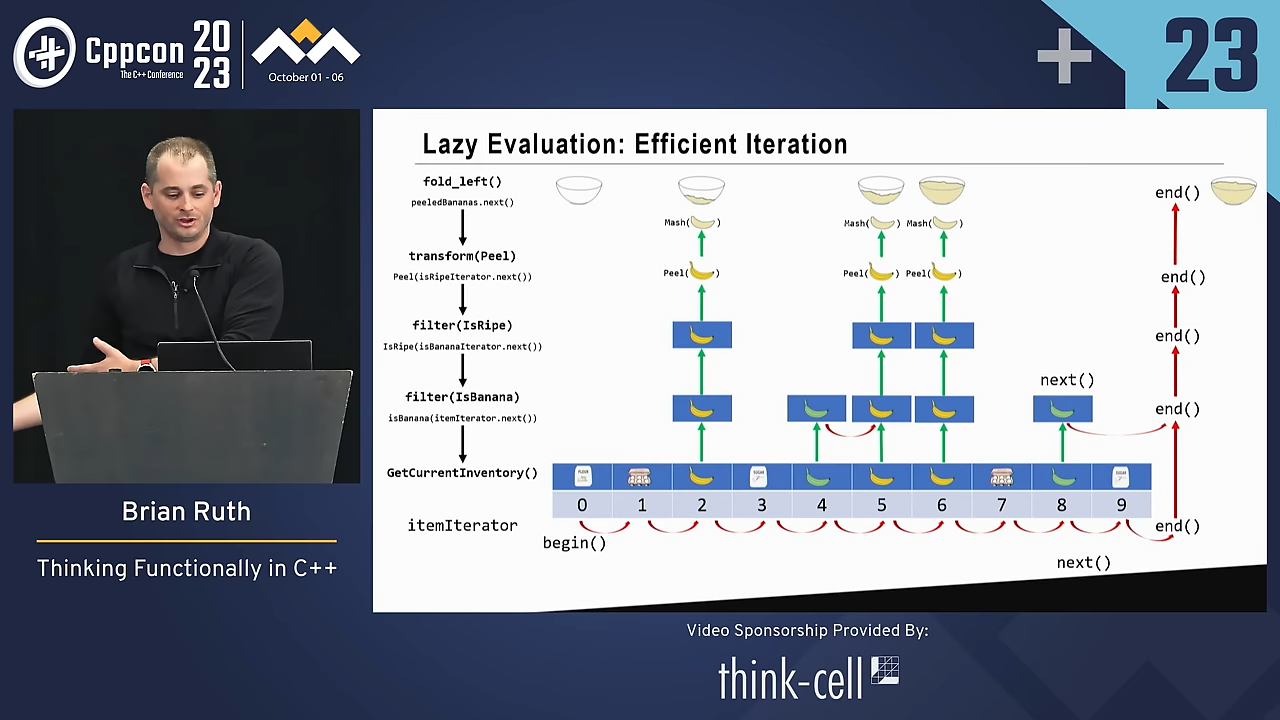 Cppcon
The C++ Conference
20
23
October 01 - 06
23
Lazy Evaluation: Efficient Iteration
fold_left()
peeledBananas.next()
Mash( )
Mash( )
Mash( )
end()
transform(Peel)
Peel(isRipeIterator.next())
Peel( )
Peel( )
Peel( )
end()
filter(IsRipe)
IsRipe(isBananaIterator.next())
end()
filter(IsBanana)
isBanana(itemIterator.next())
next()
end()
GetCurrentInventory()
FLOUR
SUGAR
SUGAR
0 1 2 3 4 5 6 7 8 9
itemIterator
end()
begin()
next()
Brian Ruth
Thinking Functionally in C++
Video Sponsorship Provided By:
think-cell